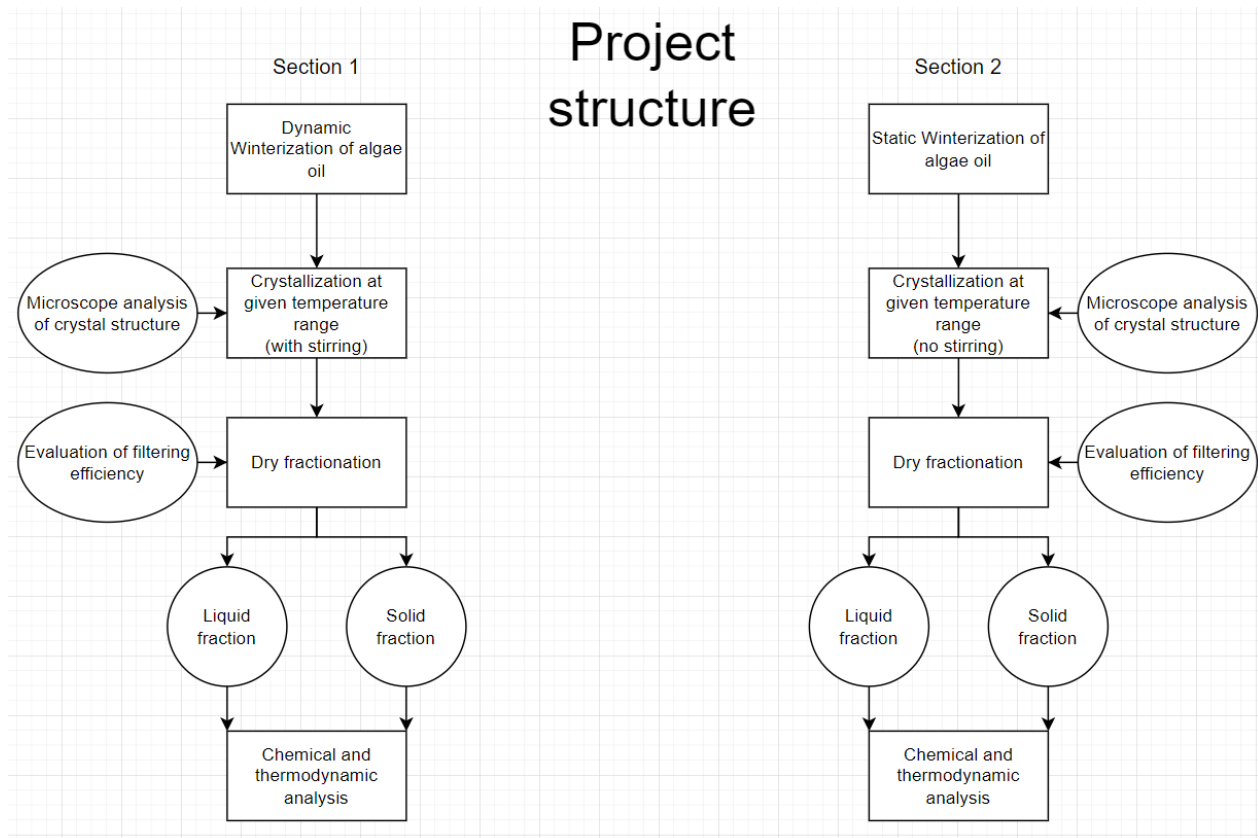 Project
structure
Section 1
Dynamic
Winterization of algae
oil
Microscope analysis
of crystal structure
Crystallization at
given temperature
range
(with stirring)
Evaluation of filtering
efficiency
Dry fractionation
Liquid
fraction
Solid
fraction
Chemical and
thermodynamic
analysis
Section 2
Static Winterization of
algae oil
Crystallization at
given temperature
range
(no stirring)
Microscope analysis
of crystal structure
Dry fractionation
Evaluation of filtering
efficiency
Liquid
fraction
Solid
fraction
Chemical and
thermodynamic
analysis